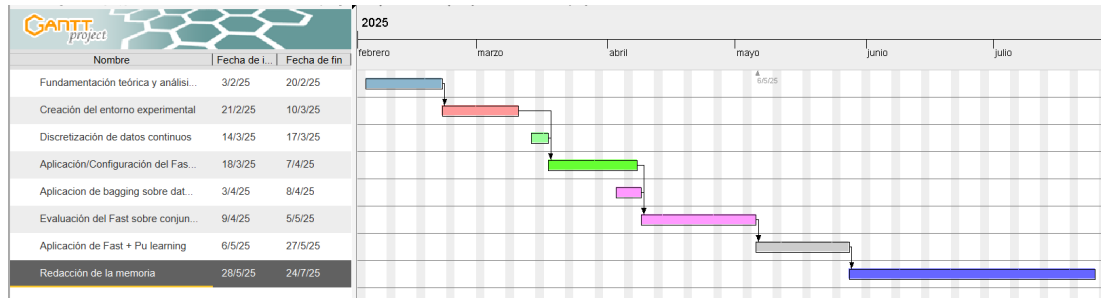 GANTT
project
2025
Nombre Fecha de i... Fecha de fin
febrero marzo abril mayo junio julio
Fundamentación teórica y análisi... 3/2/25 20/2/25
6/5/25
Creación del entorno experimental 21/2/25 10/3/25
Discretización de datos continuos 14/3/25 17/3/25
Aplicación/Configuración del Fas... 18/3/25 7/4/25
Aplicacion de bagging sobre dat... 3/4/25 8/4/25
Evaluación del Fast sobre conjun... 9/4/25 5/5/25
Aplicación de Fast + Pu learning 6/5/25 27/5/25
Redacción de la memoria 28/5/25 24/7/25